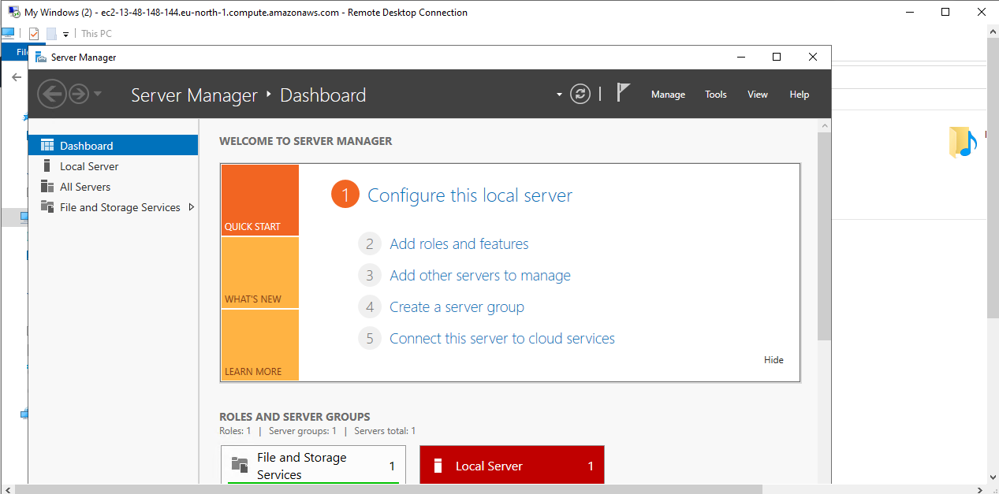 My Windows (2) - ec2-13-48-148-144.eu-north-1.compute.amazonaws.com - Remote Desktop Connection
This PC
Server Manager
Server Manager Dashboard
Manage Tools View Help
Dashboard
Local Server
All Servers
File and Storage Services
WELCOME TO SERVER MANAGER
QUICK START
WHAT'S NEW
LEARN MORE
1 Configure this local server
2 Add roles and features
3 Add other servers to manage
4 Create a server group
5 Connect this server to cloud services
Hide
ROLES AND SERVER GROUPS
Roles: 1 | Server groups: 1 | Servers total: 1
File and Storage
Services
1
Local Server 1